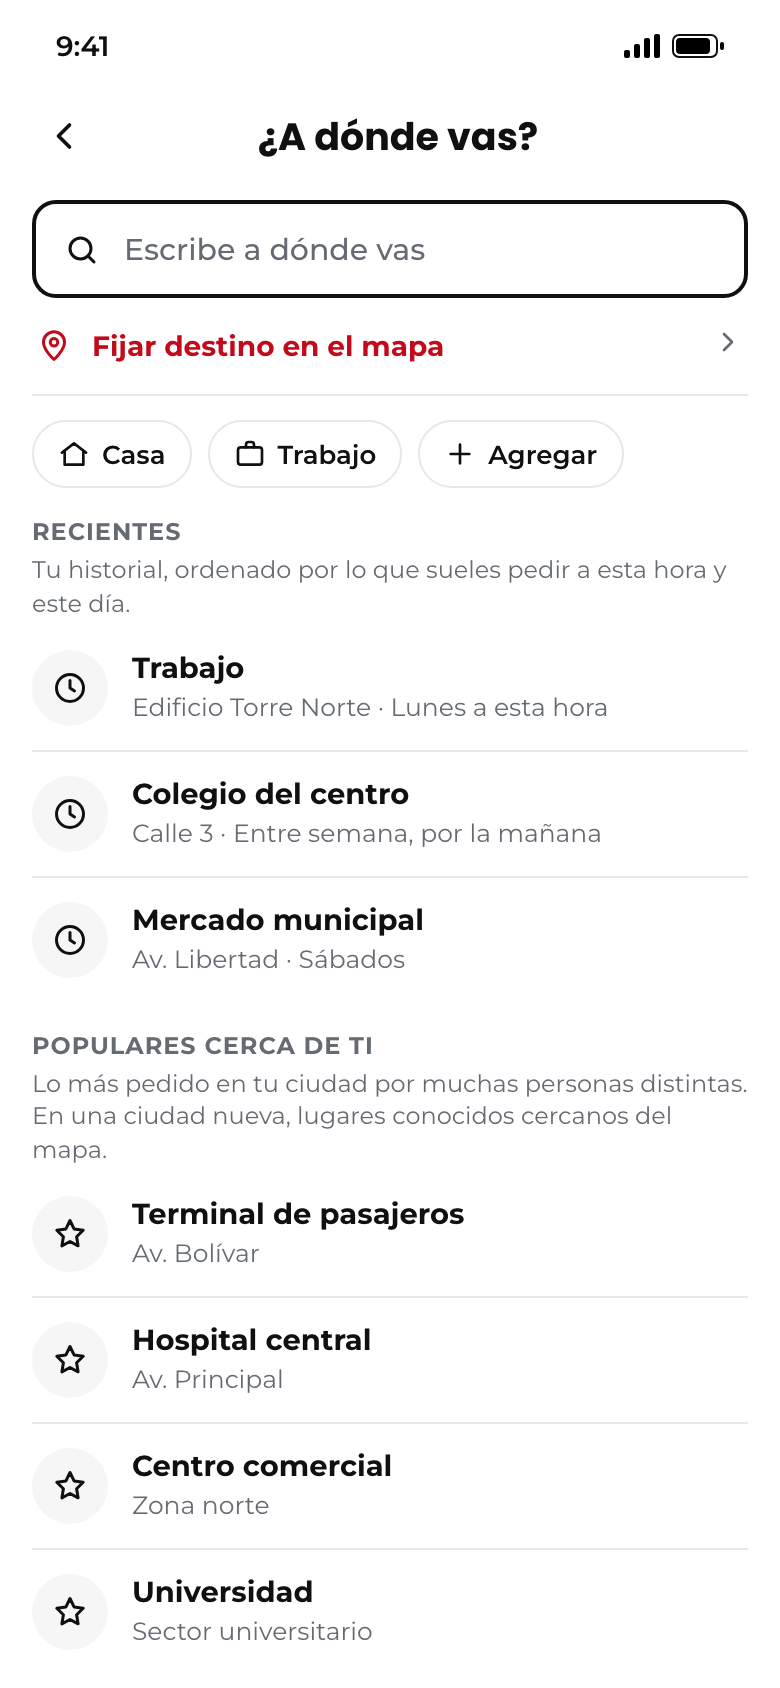 9:41
¿A dónde vas?
Escribe a dónde vas
Fijar destino en el mapa
Casa
Trabajo
Agregar
RECIENTES
Tu historial, ordenado por lo que sueles pedir a esta hora y
este día.
Trabajo
Edificio Torre Norte · Lunes a esta hora
Colegio del centro
Calle 3 · Entre semana, por la mañana
Mercado municipal
Av. Libertad · Sábados
POPULARES CERCA DE TI
Lo más pedido en tu ciudad por muchas personas distintas.
En una ciudad nueva, lugares conocidos cercanos del
mapa.
Terminal de pasajeros
Av. Bolívar
Hospital central
Av. Principal
Centro comercial
Zona norte
Universidad
Sector universitario